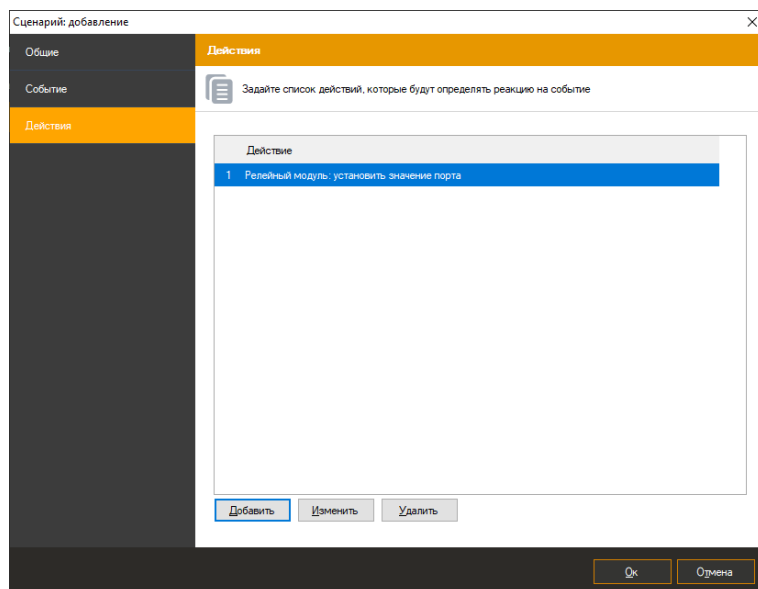 Сценарий: добавление
Общие
Событие
Действия
Действия
Задайте список действий, которые будут определять реакцию на событие
Действие
1 Релейный модуль: установить значение порта
Добавить Изменить Удалить
Ок Отмена